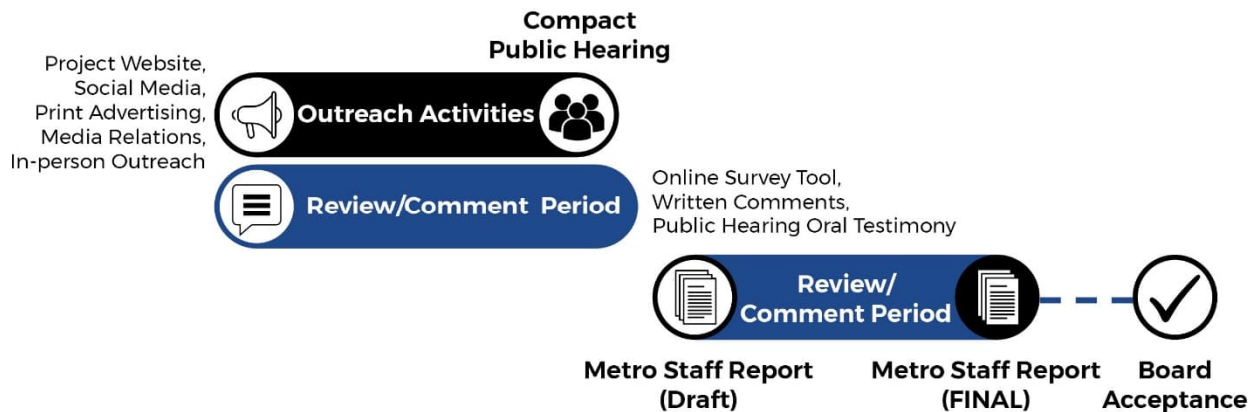 Compact
Public Hearing
Project Website,
Social Media,
Print Advertising,
Media Relations,
In-person Outreach
Outreach Activities
Review/Comment Period
Online Survey Tool,
Written Comments,
Public Hearing Oral Testimony
Review/
Comment Period
Metro Staff Report
(Draft)
Metro Staff Report
(FINAL)
Board
Acceptance